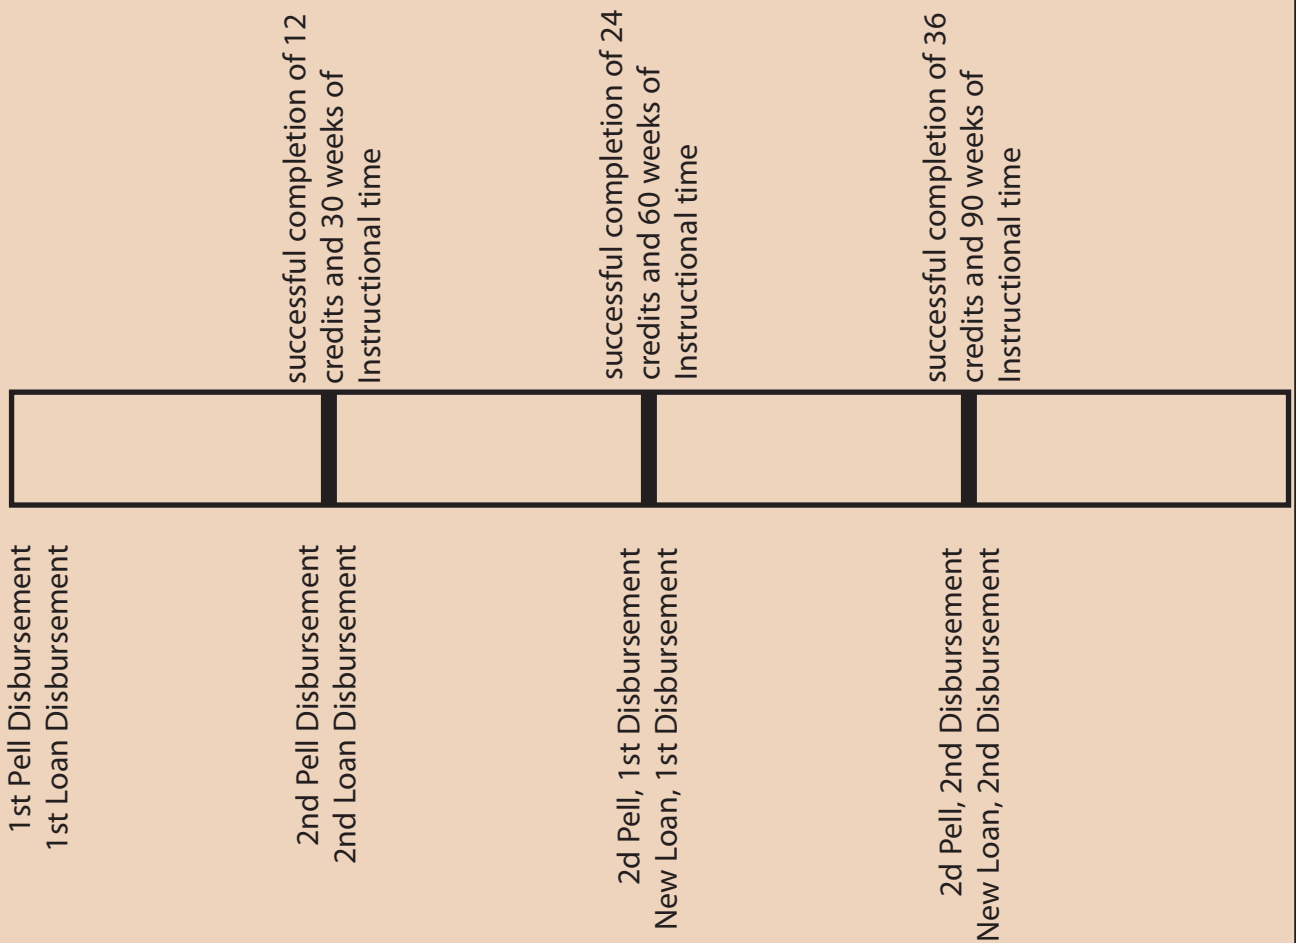 1st Pell Disbursement
1st Loan Disbursement
successful completion of 12
credits and 30 weeks of
Instructional time
2nd Pell Disbursement
2nd Loan Disbursement
successful completion of 24
credits and 60 weeks of
Instructional time
2d Pell, 1st Disbursement
New Loan, 1st Disbursement
successful completion of 36
credits and 90 weeks of
Instructional time
2d Pell, 2nd Disbursement
New Loan, 2nd Disbursement